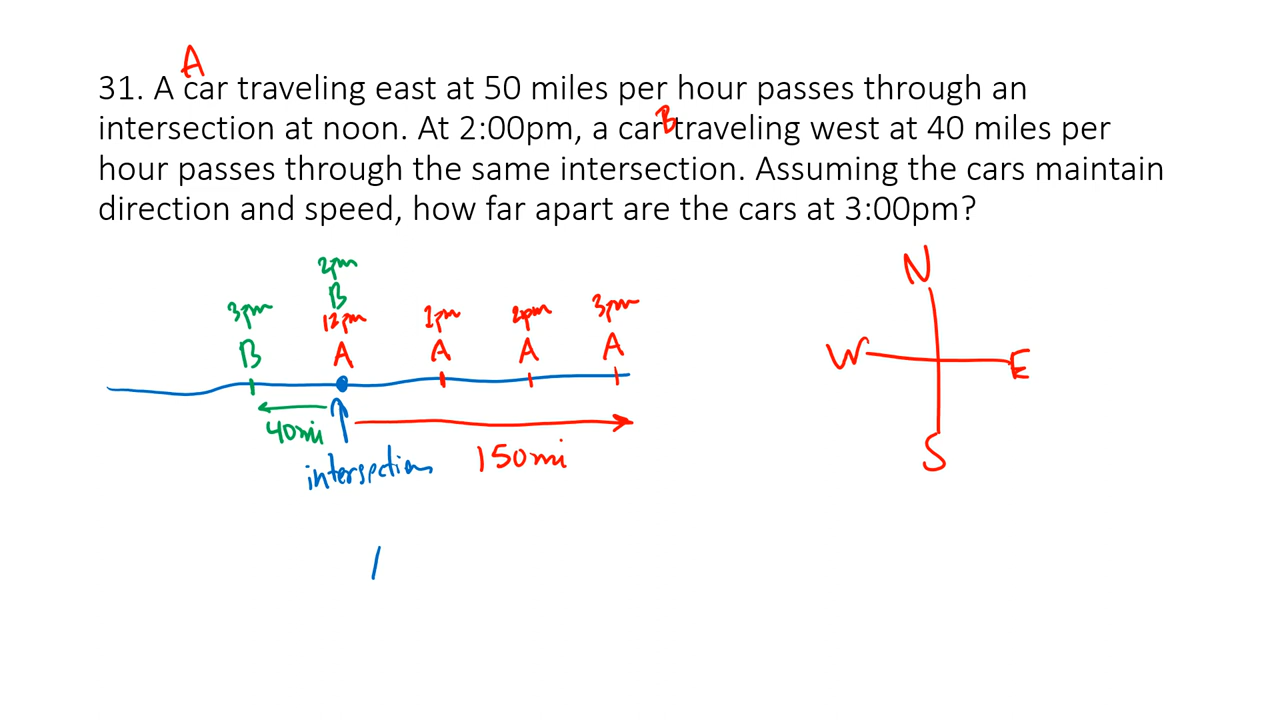 A
31. A car traveling east at 50 miles per hour passes through an
intersection at noon. At 2:00pm, a car B traveling west at 40 miles per
hour passes through the same intersection. Assuming the cars maintain
direction and speed, how far apart are the cars at 3:00pm?
2pm
B
3pm 12pm 1pm 2pm 3pm
B A A A A
40mi
150mi
intersection
N
W E
S